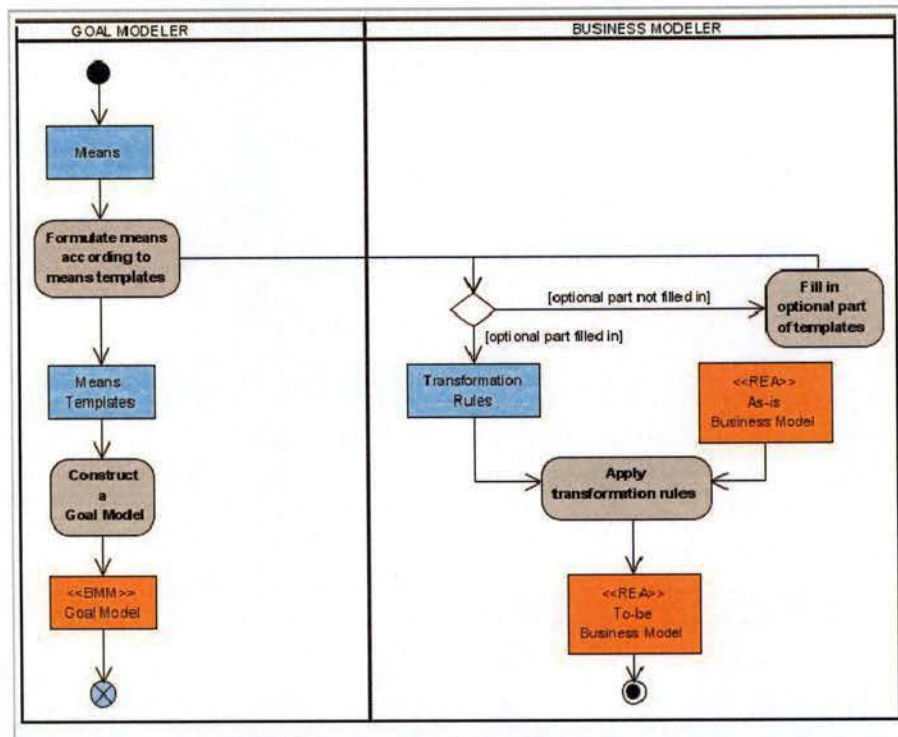 GOAL MODELER
BUSINESS MODELER
Means
Formulate means
according to
means templates
[optional part not filled in]
Fill in
optional part
of templates
[optional part filled in]
Means
Templates
Transformation
Rules
<<REA>>
As-is
Business Model
Construct
a
Goal Model
Apply
transformation rules
<<BMM>>
Goal Model
<<REA>>
To-be
Business Model